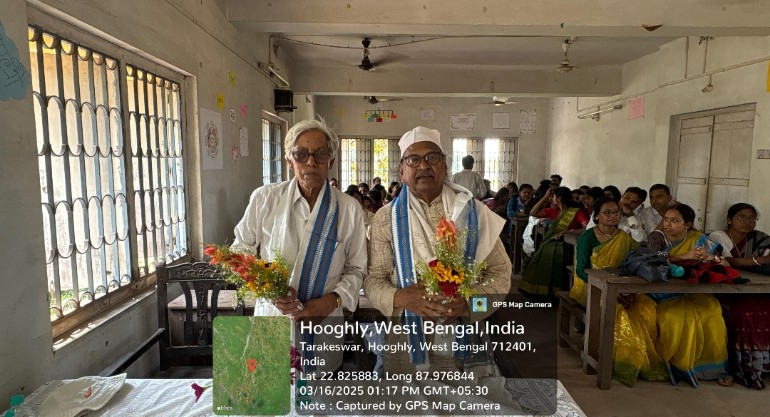 GPS Map Camera
Hooghly,West Bengal,India
Tarakeswar, Hooghly, West Bengal 712401,
India
Lat 22.825883, Long 87.976844
03/16/2025 01:17 PM GMT+05:30
Note : Captured by GPS Map Camera